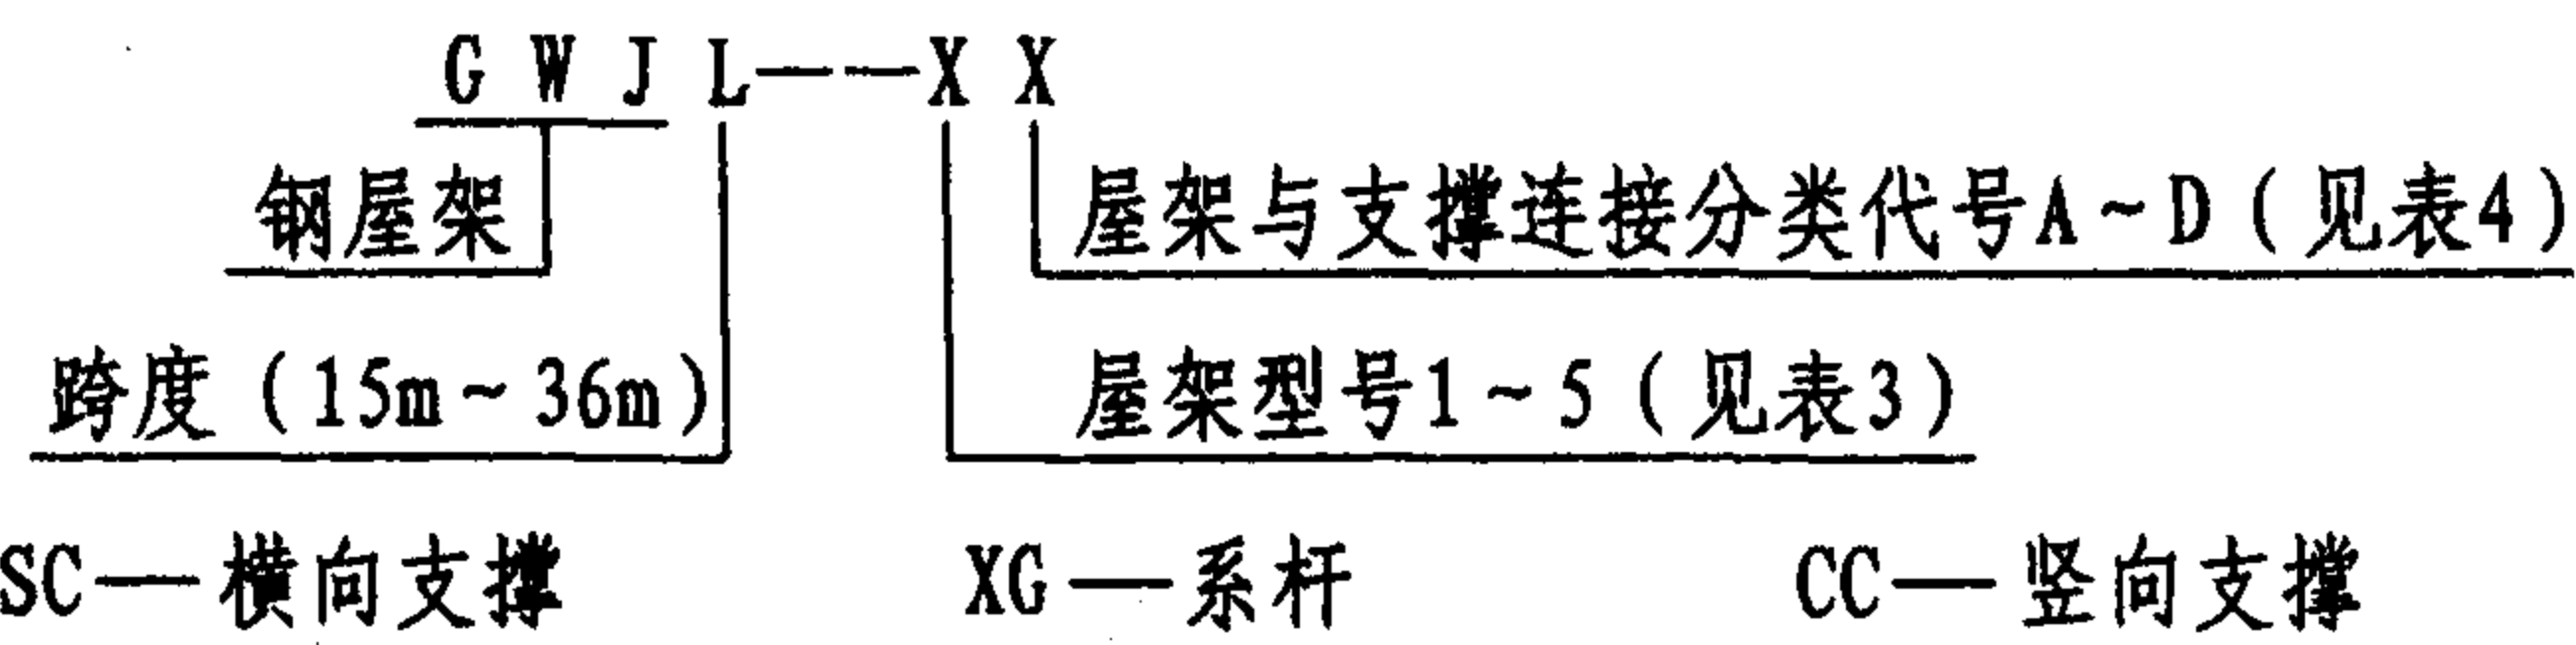 GWJL——XX
钢屋架
屋架与支撑连接分类代号A~D(见表4)
跨度(15m~36m)
屋架型号1~5(见表3)
SC—横向支撑 XG—系杆 CC—竖向支撑